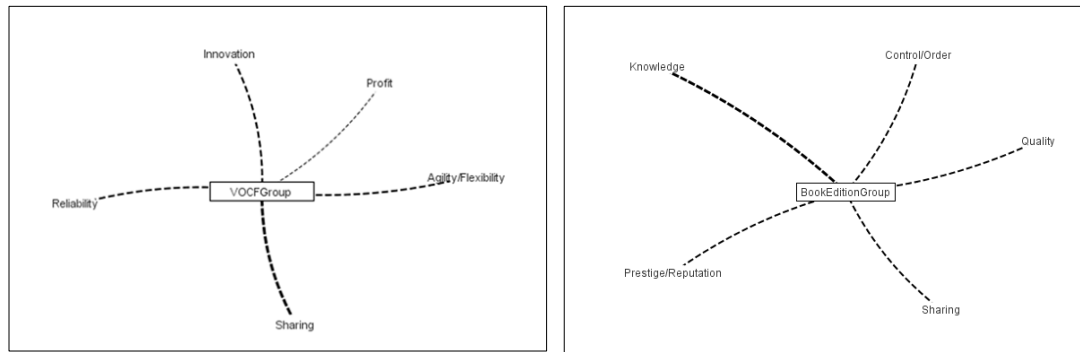 Innovation
Profit
Agility/Flexibility
VOCFGroup
Reliability
Sharing
Control/Order
Knowledge
Quality
BookEditionGroup
Prestige/Reputation
Sharing